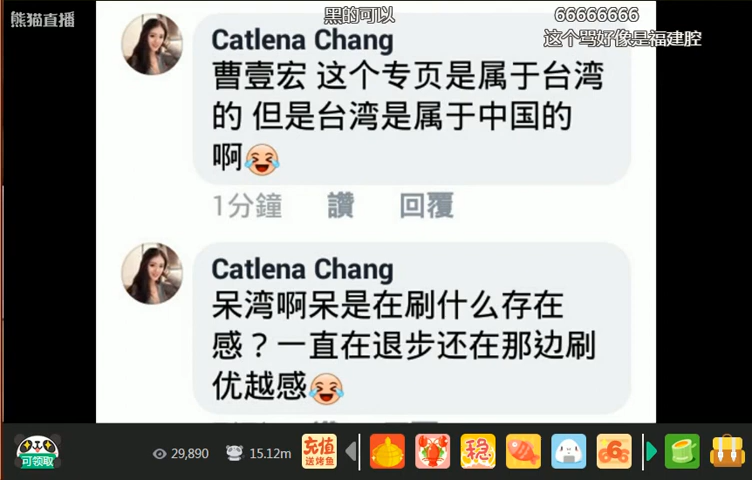 熊猫直播
黑的可以
66666666
这个骂好像是福建腔
Catlena Chang
曹壹宏 这个专页是属于台湾
的 但是台湾是属于中国的
啊😂
1分鐘 讚 回覆
Catlena Chang
呆湾啊呆是在刷什么存在
感？一直在退步还在那边刷
优越感😂
可领取
29,890
15.12m
充值
送烤鱼
稳
6